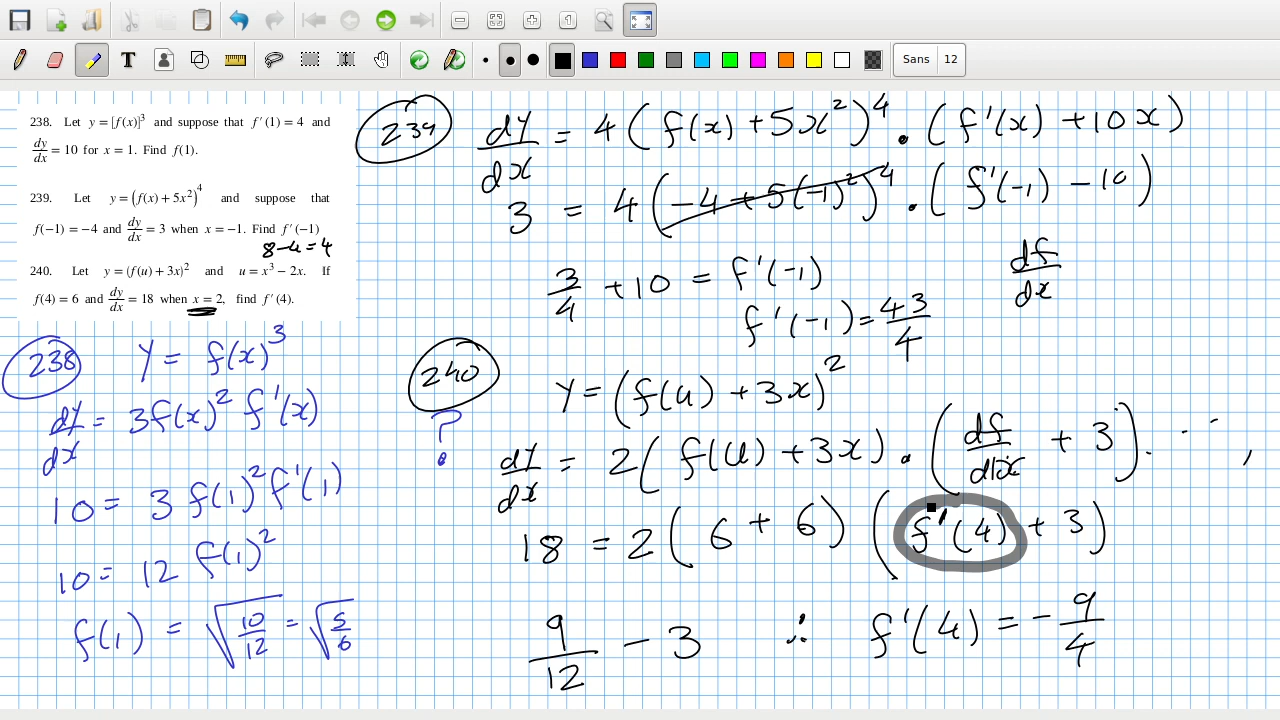 Sans 12
238. Let y = [f(x)]³ and suppose that f′(1) = 4 and
dy/dx = 10 for x = 1. Find f(1).
239. Let y = (f(x) + 5x²)⁴ and suppose that
f(−1) = −4 and dy/dx = 3 when x = −1. Find f′(−1)
8-4=4
240. Let y = (f(u) + 3x)² and u = x³ − 2x. If
f(4) = 6 and dy/dx = 18 when x = 2, find f′(4).
238 y = f(x)³
dy/dx = 3f(x)² f'(x)
10 = 3 f(1)² f'(1)
10 = 12 f(1)²
f(1) = √(10/12) = √(5/6)
239 dy/dx = 4(f(x) + 5x²)⁴ . (f'(x) + 10x)
3 = 4(-4 + 5(-1)²)⁴ . (f'(-1) - 10)
df/dx
3/4 + 10 = f'(-1)
f'(-1) = 43/4
240 y = (f(u) + 3x)²
?
dy/dx = 2(f(u) + 3x) . (df/dx + 3).
18 = 2(6 + 6) (f'(4) + 3)
9/12 - 3 ∴ f'(4) = -9/4